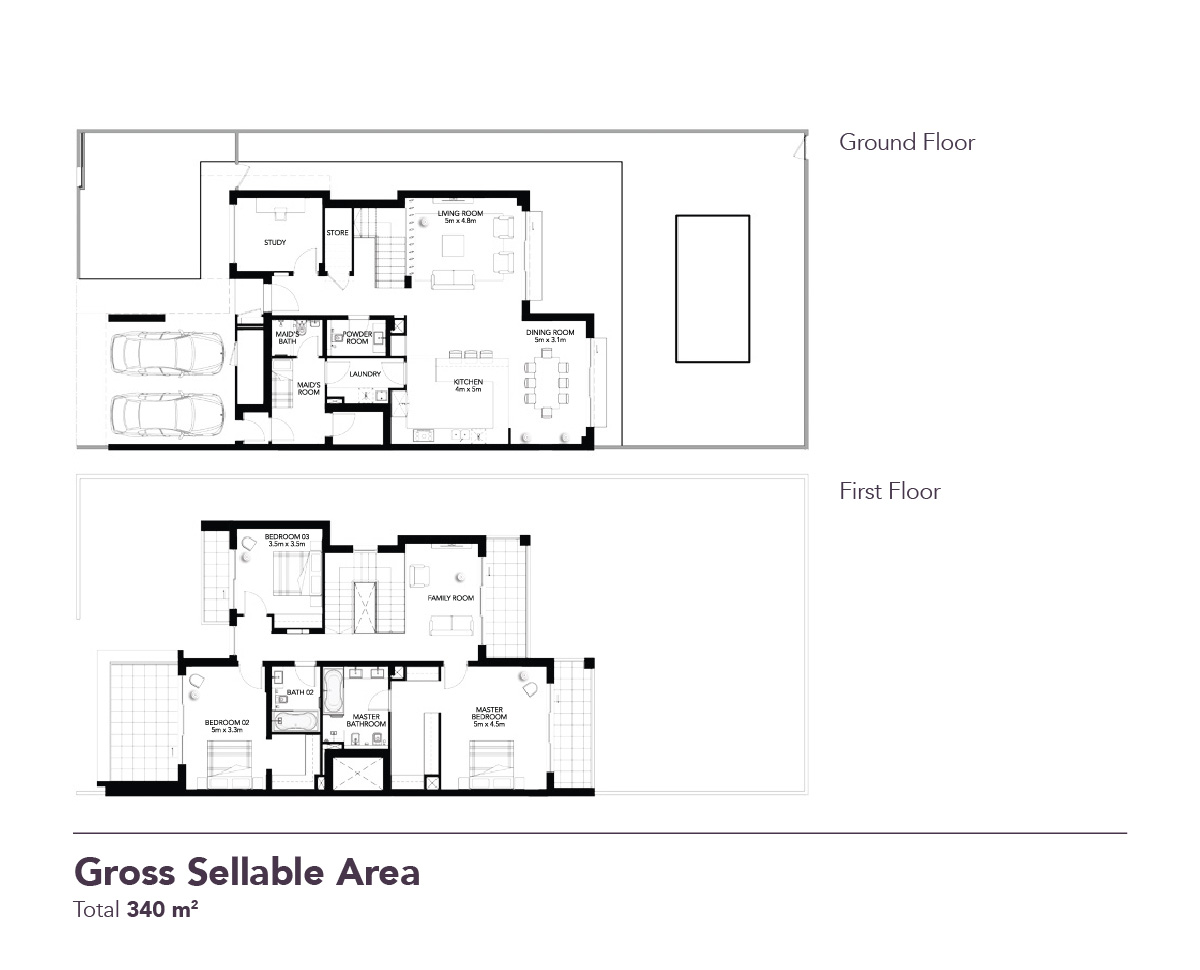 Ground Floor
LIVING ROOM
5m x 4.8m
STORE
STUDY
DINING ROOM
5m x 3.1m
MAID'S
BATH
POWDER
ROOM
LAUNDRY
MAID'S
ROOM
KITCHEN
4m x 5m
First Floor
BEDROOM 03
3.5m x 3.5m
FAMILY ROOM
BATH 02
BEDROOM 02
5m x 3.3m
MASTER
BATHROOM
MASTER
BEDROOM
5m x 4.5m
Gross Sellable Area
Total 340 m²